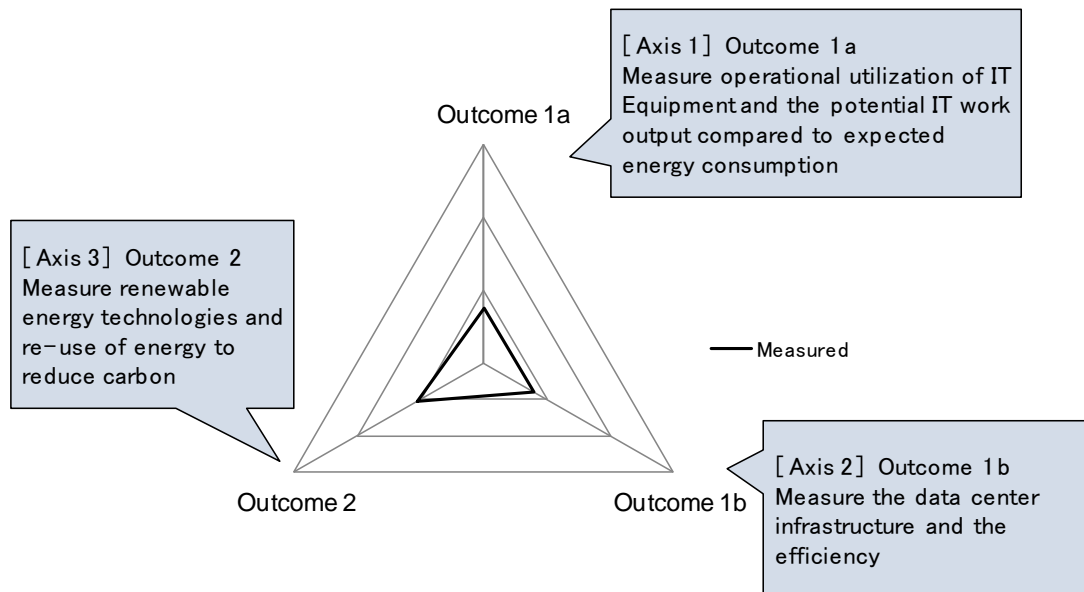 [Axis 1] Outcome 1a
Measure operational utilization of IT
Equipment and the potential IT work
output compared to expected
energy consumption
Outcome 1a
[Axis 3] Outcome 2
Measure renewable
energy technologies and
re-use of energy to
reduce carbon
Measured
Outcome 2
Outcome 1b
[Axis 2] Outcome 1b
Measure the data center
infrastructure and the
efficiency